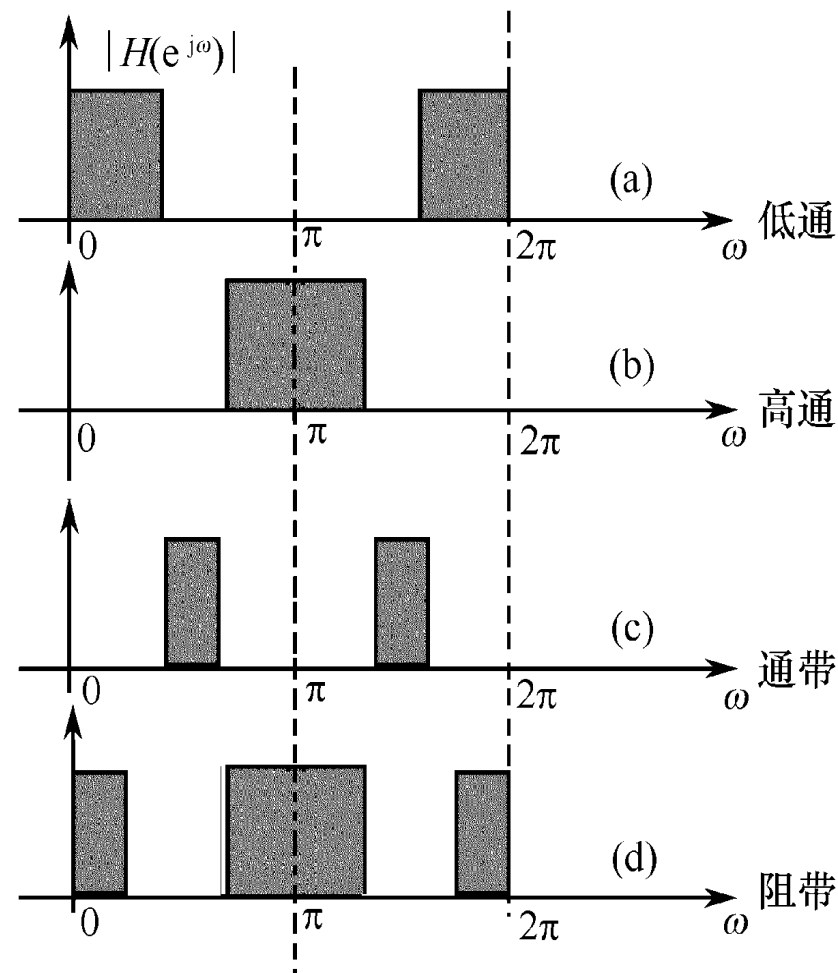 |H(e^{jω})|
(a)
0 π 2π ω 低通
(b)
0 π 2π ω 高通
(c)
0 π 2π ω 通带
(d)
0 π 2π ω 阻带